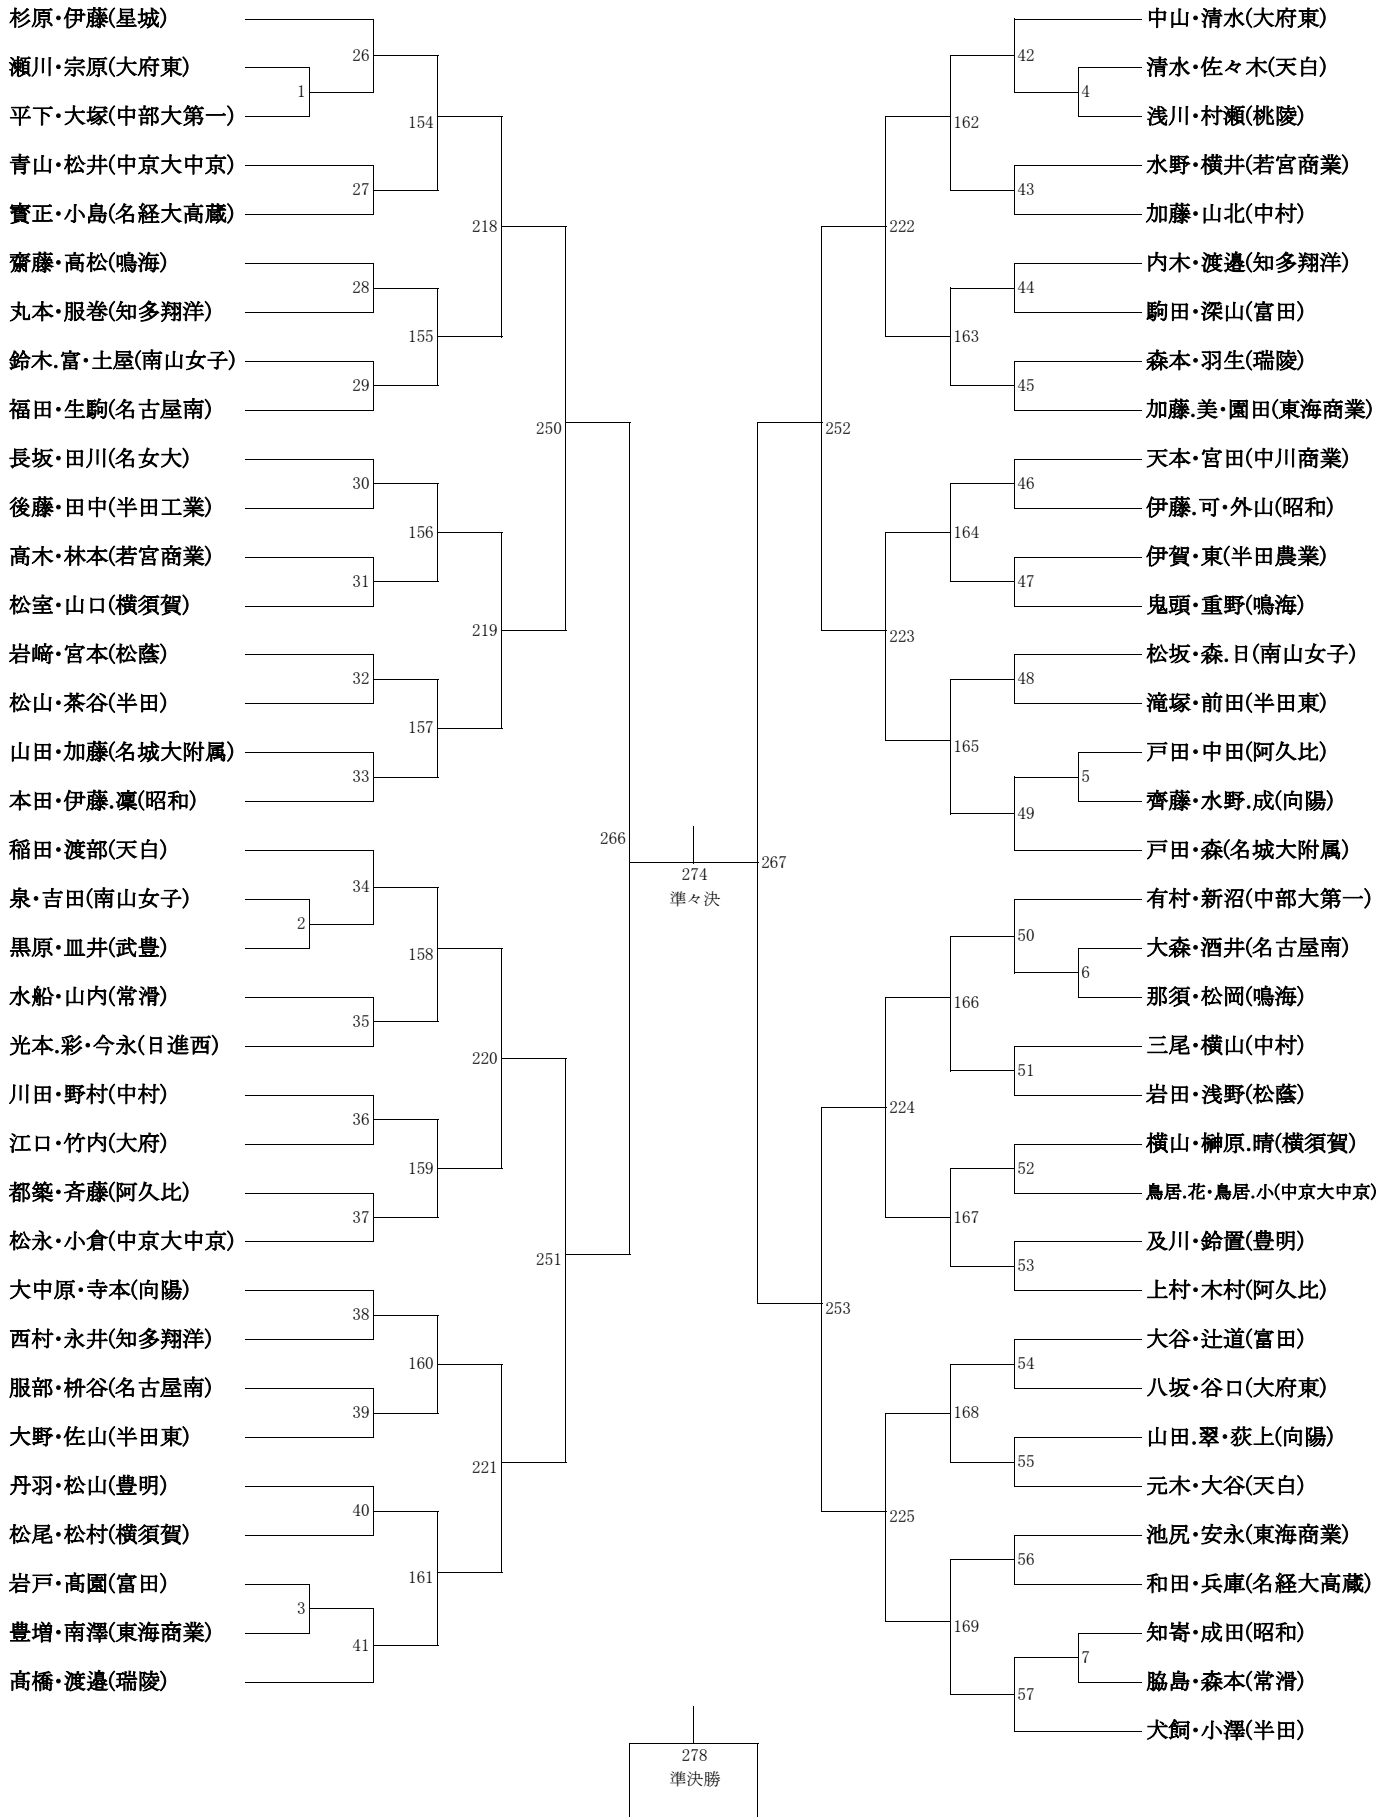 杉原・伊藤(星城)
瀬川・宗原(大府東)
平下・大塚(中部大第一)
青山・松井(中京大中京)
實正・小島(名経大高蔵)
齋藤・高松(鳴海)
丸本・服巻(知多翔洋)
鈴木.富・土屋(南山女子)
福田・生駒(名古屋南)
長坂・田川(名女大)
後藤・田中(半田工業)
髙木・林本(若宮商業)
松室・山口(横須賀)
岩﨑・宮本(松蔭)
松山・茶谷(半田)
山田・加藤(名城大附属)
本田・伊藤.凜(昭和)
稲田・渡部(天白)
泉・吉田(南山女子)
黒原・皿井(武豊)
水船・山内(常滑)
光本.彩・今永(日進西)
川田・野村(中村)
江口・竹内(大府)
都築・斉藤(阿久比)
松永・小倉(中京大中京)
大中原・寺本(向陽)
西村・永井(知多翔洋)
服部・枡谷(名古屋南)
大野・佐山(半田東)
丹羽・松山(豊明)
松尾・松村(横須賀)
岩戸・髙園(富田)
豊増・南澤(東海商業)
髙橋・渡邉(瑞陵)
1
2
3
26
27
28
29
30
31
32
33
34
35
36
37
38
39
40
41
154
155
156
157
158
159
160
161
218
219
220
221
250
251
266
274
準々決
267
252
253
222
223
224
225
162
163
164
165
166
167
168
169
42
43
44
45
46
47
48
49
50
51
52
53
54
55
56
57
4
5
6
7
中山・清水(大府東)
清水・佐々木(天白)
浅川・村瀬(桃陵)
水野・横井(若宮商業)
加藤・山北(中村)
内木・渡邉(知多翔洋)
駒田・深山(富田)
森本・羽生(瑞陵)
加藤.美・園田(東海商業)
天本・宮田(中川商業)
伊藤.可・外山(昭和)
伊賀・東(半田農業)
鬼頭・重野(鳴海)
松坂・森.日(南山女子)
滝塚・前田(半田東)
戸田・中田(阿久比)
齊藤・水野.成(向陽)
戸田・森(名城大附属)
有村・新沼(中部大第一)
大森・酒井(名古屋南)
那須・松岡(鳴海)
三尾・横山(中村)
岩田・浅野(松蔭)
横山・榊原.晴(横須賀)
鳥居.花・鳥居.小(中京大中京)
及川・鈴置(豊明)
上村・木村(阿久比)
大谷・辻道(富田)
八坂・谷口(大府東)
山田.翠・荻上(向陽)
元木・大谷(天白)
池尻・安永(東海商業)
和田・兵庫(名経大高蔵)
知寄・成田(昭和)
脇島・森本(常滑)
犬飼・小澤(半田)
278
準決勝